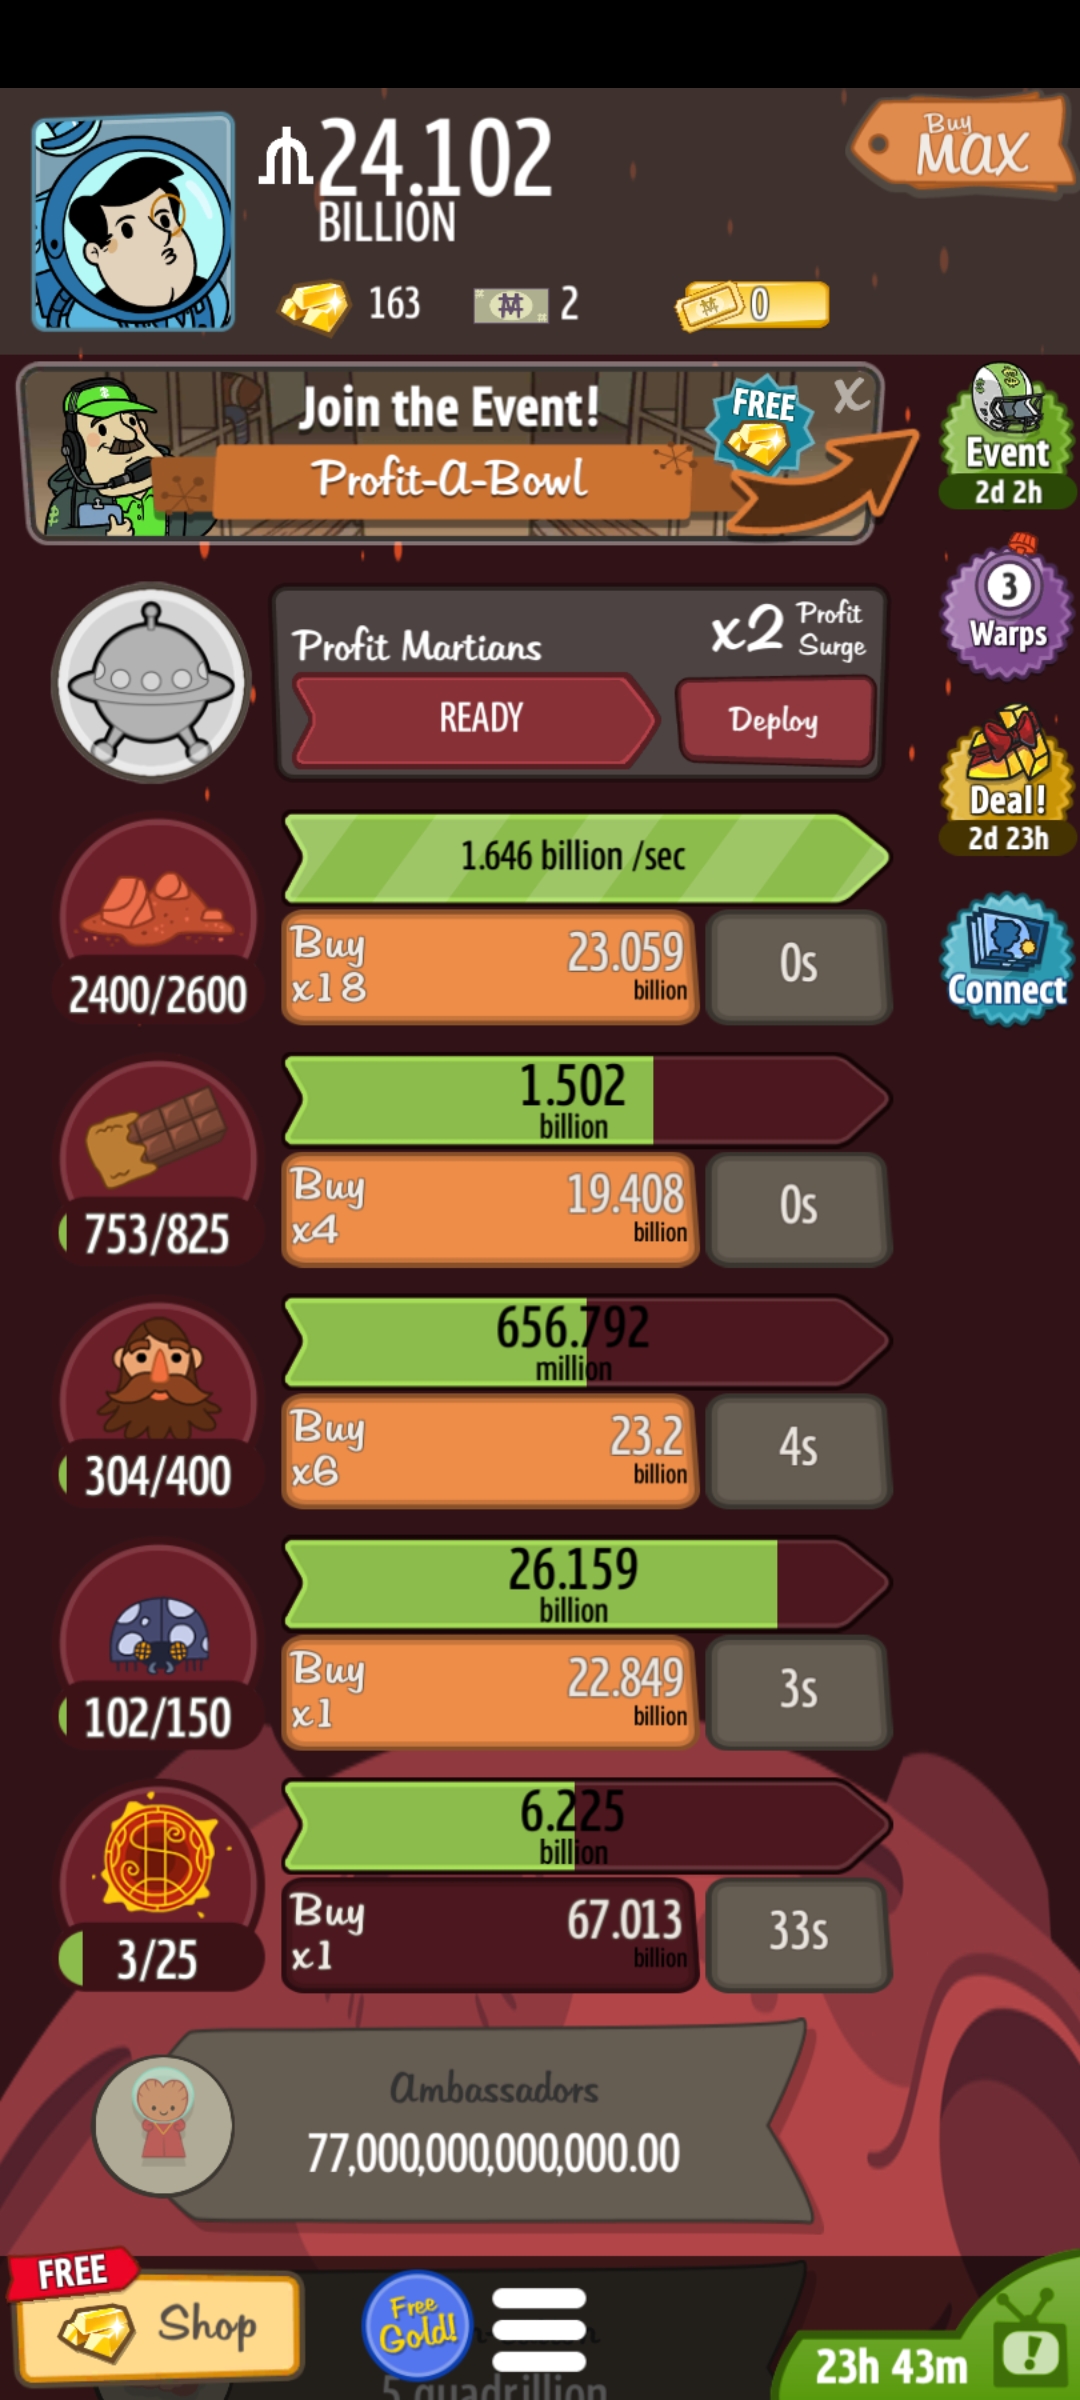 24.102
BILLION
Buy
MAX
163
2
0
Join the Event!
FREE
X
Profit-A-Bowl
Event
2d 2h
Profit Martians
x2 Profit
Surge
READY
Deploy
3
Warps
Deal!
2d 23h
1.646 billion /sec
2400/2600
Buy
x18
23.059
billion
0s
Connect
1.502
billion
753/825
Buy
x4
19.408
billion
0s
656.792
million
304/400
Buy
x6
23.2
billion
4s
26.159
billion
102/150
Buy
x1
22.849
billion
3s
6.225
billion
3/25
Buy
x1
67.013
billion
33s
Ambassadors
77,000,000,000,000.00
FREE
Shop
Free
Gold!
5 quadrillion
23h 43m